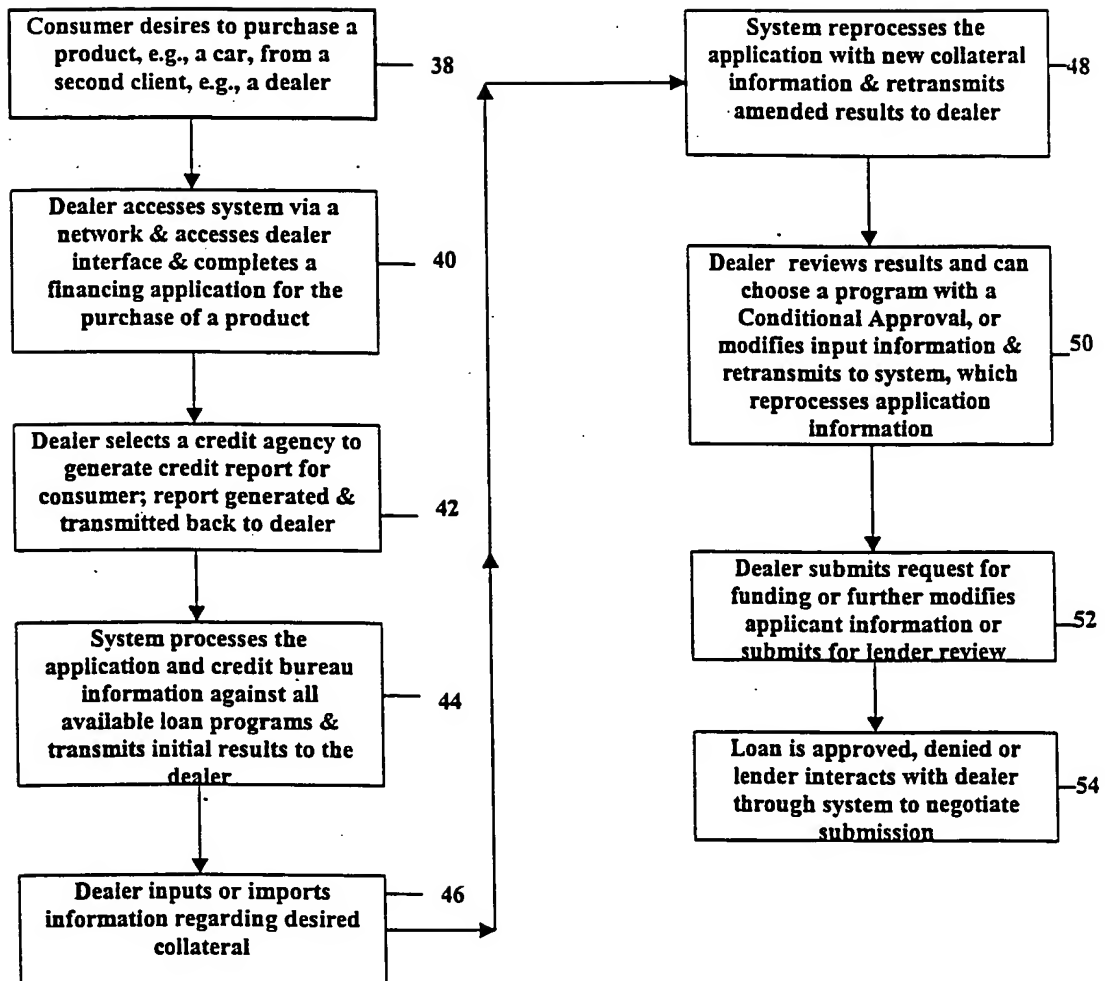 Consumer desires to purchase a
product, e.g., a car, from a
second client, e.g., a dealer
38
Dealer accesses system via a
network & accesses dealer
interface & completes a
financing application for the
purchase of a product
40
Dealer selects a credit agency to
generate credit report for
consumer; report generated &
transmitted back to dealer
42
System processes the
application and credit bureau
information against all
available loan programs &
transmits initial results to the
dealer
44
Dealer inputs or imports
information regarding desired
collateral
46
System reprocesses the
application with new collateral
information & retransmits
amended results to dealer
48
Dealer reviews results and can
choose a program with a
Conditional Approval, or
modifies input information &
retransmits to system, which
reprocesses application
information
50
Dealer submits request for
funding or further modifies
applicant information or
submits for lender review
52
Loan is approved, denied or
lender interacts with dealer
through system to negotiate
submission
54